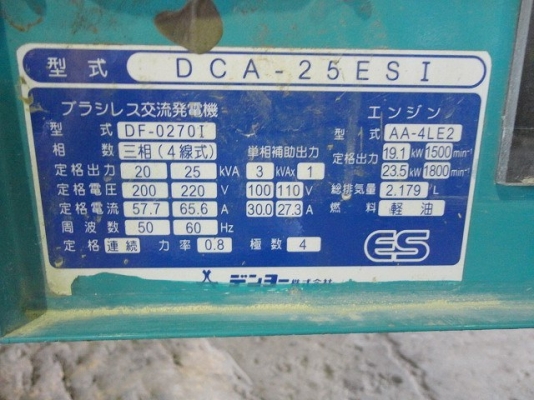 型式 DCA-25ESI
ブラシレス交流発電機 エンジン
型式 DF-0270I 型式 AA-4LE2
相数 三相(4線式) 単相補助出力 定格出力 19.1 kW 1500 min⁻¹
定格出力 20 25 kVA 3 kVA× 1 23.5 kW 1800 min⁻¹
定格電圧 200 220 V 100 110 V 総排気量 2.179 L
定格電流 57.7 65.6 A 30.0 27.3 A 燃料 軽油
周波数 50 60 Hz
定格 連続 力率 0.8 極数 4 ES
デンヨー株式会社